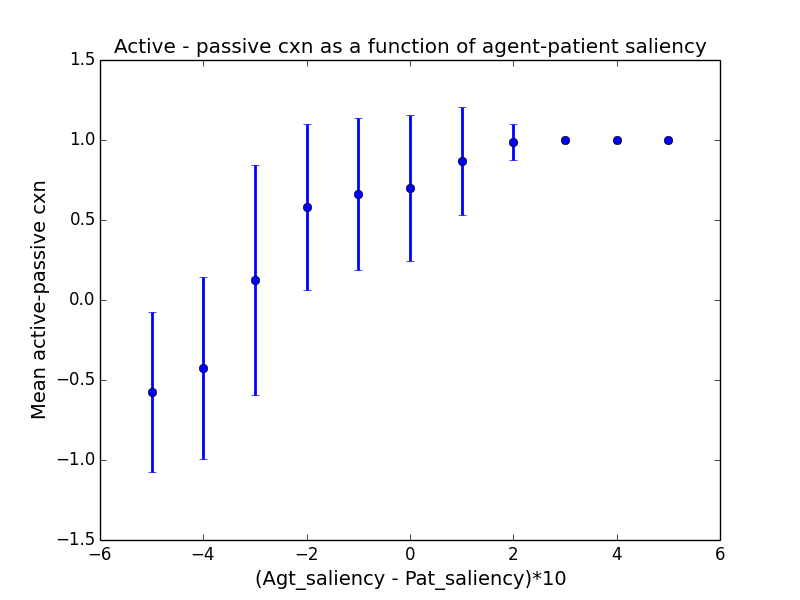 Active - passive cxn as a function of agent-patient saliency
1.5
1.0
0.5
0.0
−0.5
−1.0
−1.5
Mean active-passive cxn
−6 −4 −2 0 2 4 6
(Agt_saliency - Pat_saliency)*10